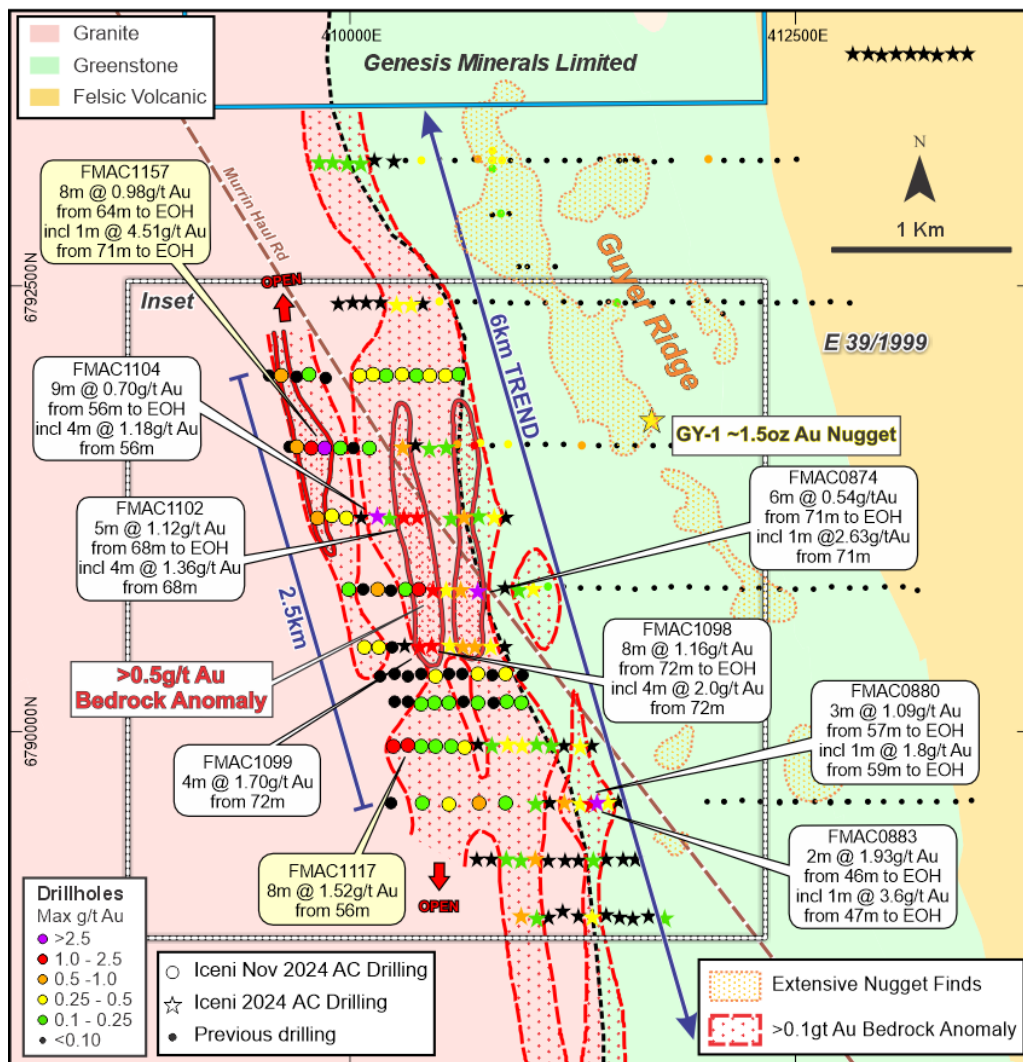 Granite
Greenstone
Felsic Volcanic
410000E
412500E
Genesis Minerals Limited
N
1 Km
Murrin Haul Rd
FMAC1157
8m @ 0.98g/t Au
from 64m to EOH
incl 1m @ 4.51g/t Au
from 71m to EOH
6792500N
OPEN
Inset
6km TREND
Guyer Ridge
E 39/1999
FMAC1104
9m @ 0.70g/t Au
from 56m to EOH
incl 4m @ 1.18g/t Au
from 56m
GY-1 ~1.5oz Au Nugget
FMAC0874
6m @ 0.54g/tAu
from 71m to EOH
incl 1m @2.63g/tAu
from 71m
FMAC1102
5m @ 1.12g/t Au
from 68m to EOH
incl 4m @ 1.36g/t Au
from 68m
2.5km
>0.5g/t Au
Bedrock Anomaly
FMAC1098
8m @ 1.16g/t Au
from 72m to EOH
incl 4m @ 2.0g/t Au
from 72m
6790000N
FMAC1099
4m @ 1.70g/t Au
from 72m
FMAC0880
3m @ 1.09g/t Au
from 57m to EOH
incl 1m @ 1.8g/t Au
from 59m to EOH
FMAC1117
8m @ 1.52g/t Au
from 56m
OPEN
FMAC0883
2m @ 1.93g/t Au
from 46m to EOH
incl 1m @ 3.6g/t Au
from 47m to EOH
Drillholes
Max g/t Au
>2.5
1.0 - 2.5
0.5 -1.0
0.25 - 0.5
0.1 - 0.25
<0.10
Iceni Nov 2024 AC Drilling
Iceni 2024 AC Drilling
Previous drilling
Extensive Nugget Finds
>0.1gt Au Bedrock Anomaly